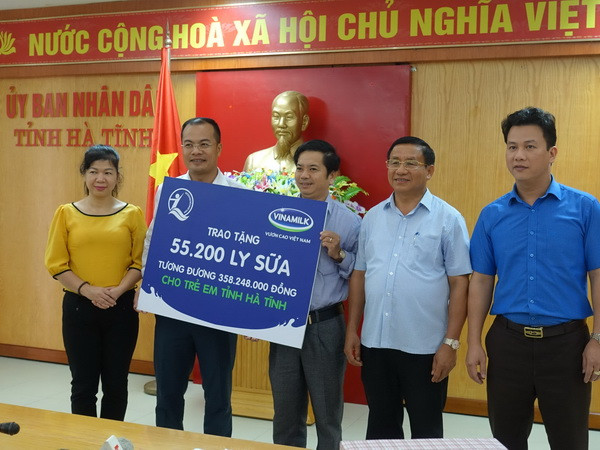 NƯỚC CỘNG HOÀ XÃ HỘI CHỦ NGHĨA VIỆT
ỦY BAN NHÂN DÂ
TỈNH HÀ TĨNH
VINAMILK
VƯƠN CAO VIỆT NAM
TRAO TẶNG
55.200 LY SỮA
TƯƠNG ĐƯƠNG 358.248.000 ĐỒNG
CHO TRẺ EM TỈNH HÀ TĨNH